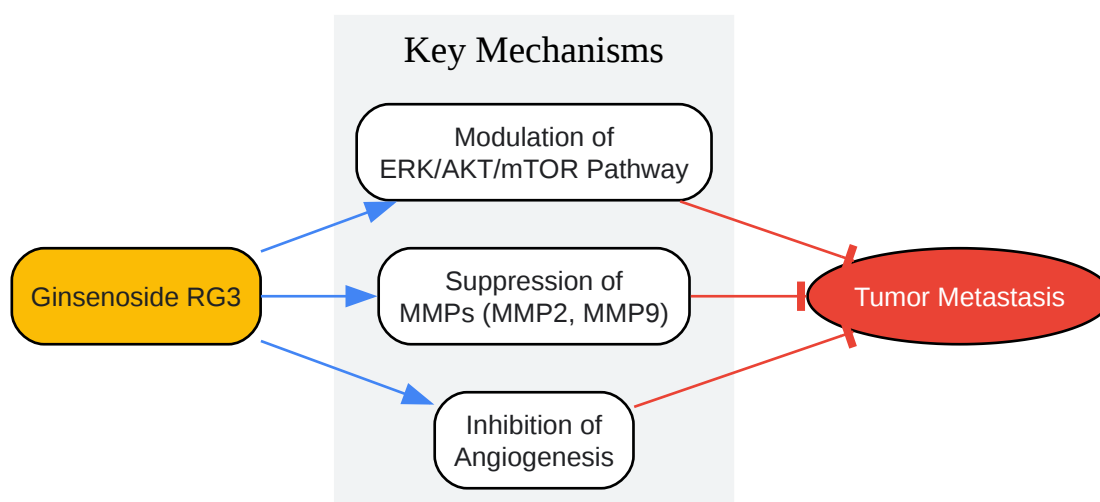 Key Mechanisms
Modulation of
ERK/AKT/mTOR Pathway
Ginsenoside RG3
Suppression of
MMPs (MMP2, MMP9)
Tumor Metastasis
Inhibition of
Angiogenesis